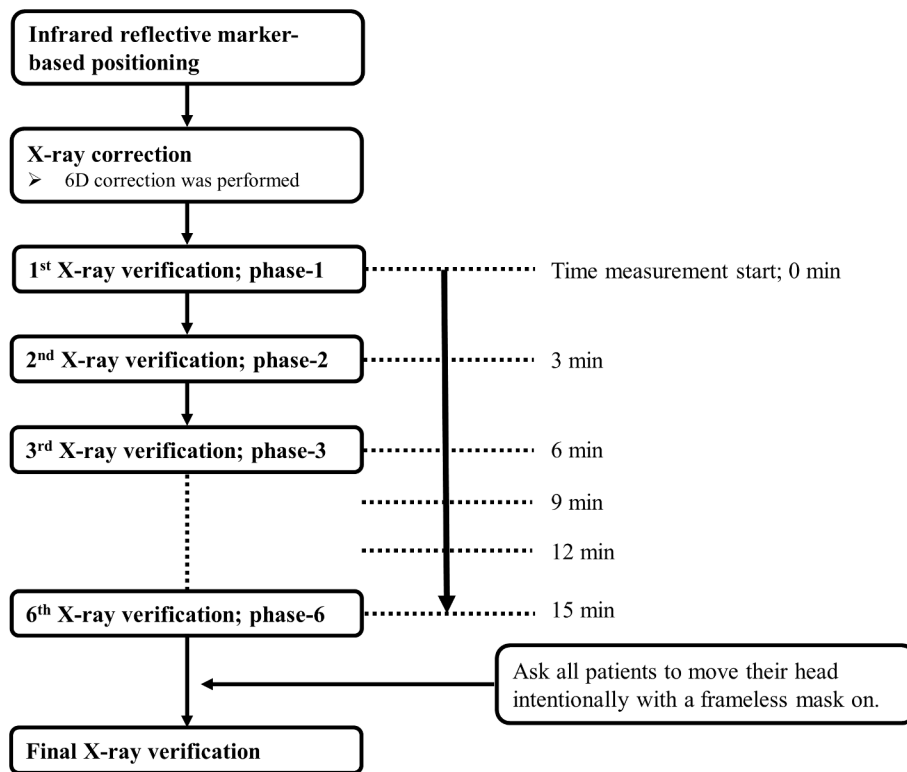 Infrared reflective marker-
based positioning
X-ray correction
➢ 6D correction was performed
1st X-ray verification; phase-1
Time measurement start; 0 min
2nd X-ray verification; phase-2
3 min
3rd X-ray verification; phase-3
6 min
9 min
12 min
6th X-ray verification; phase-6
15 min
Ask all patients to move their head
intentionally with a frameless mask on.
Final X-ray verification